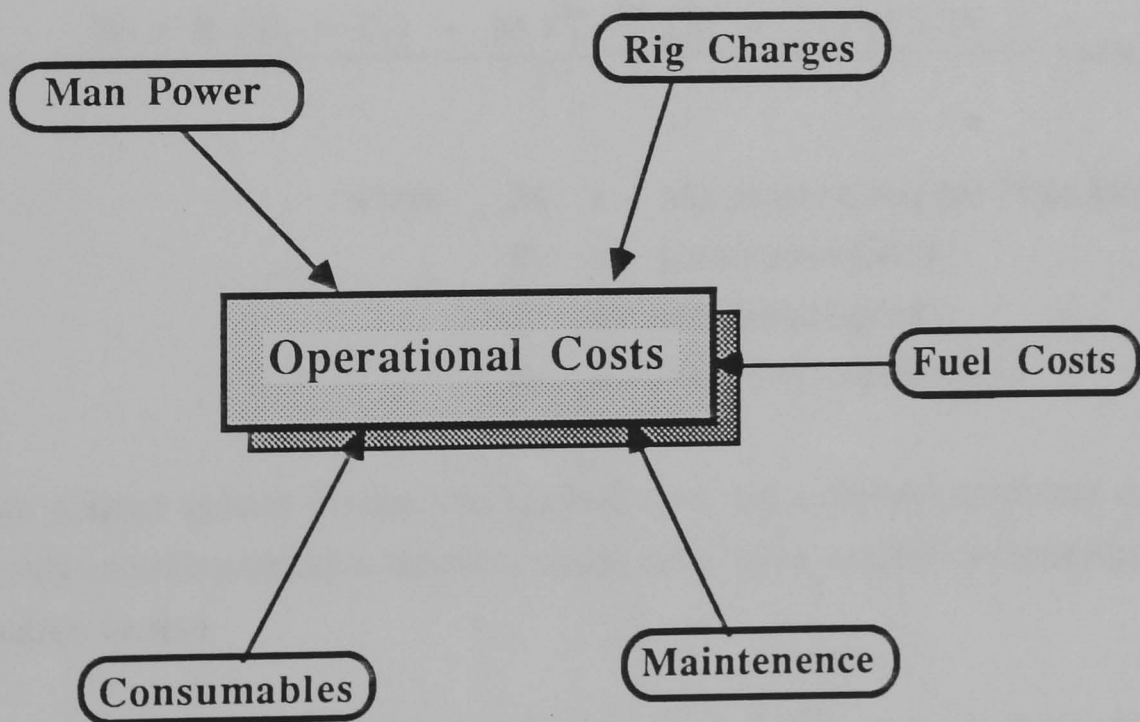 Rig Charges
Man Power
Operational Costs
Fuel Costs
Maintenence
Consumables